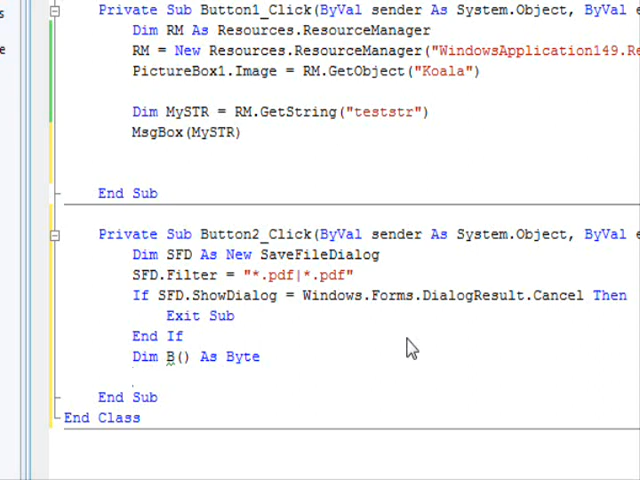 s
Private Sub Button1_Click(ByVal sender As System.Object, ByVal e
Dim RM As Resources.ResourceManager
e
RM = New Resources.ResourceManager("WindowsApplication149.Re
PictureBox1.Image = RM.GetObject("Koala")
Dim MySTR = RM.GetString("teststr")
MsgBox(MySTR)
End Sub
Private Sub Button2_Click(ByVal sender As System.Object, ByVal e
Dim SFD As New SaveFileDialog
SFD.Filter = "*.pdf|*.pdf"
If SFD.ShowDialog = Windows.Forms.DialogResult.Cancel Then
Exit Sub
End If
Dim B() As Byte
End Sub
End Class